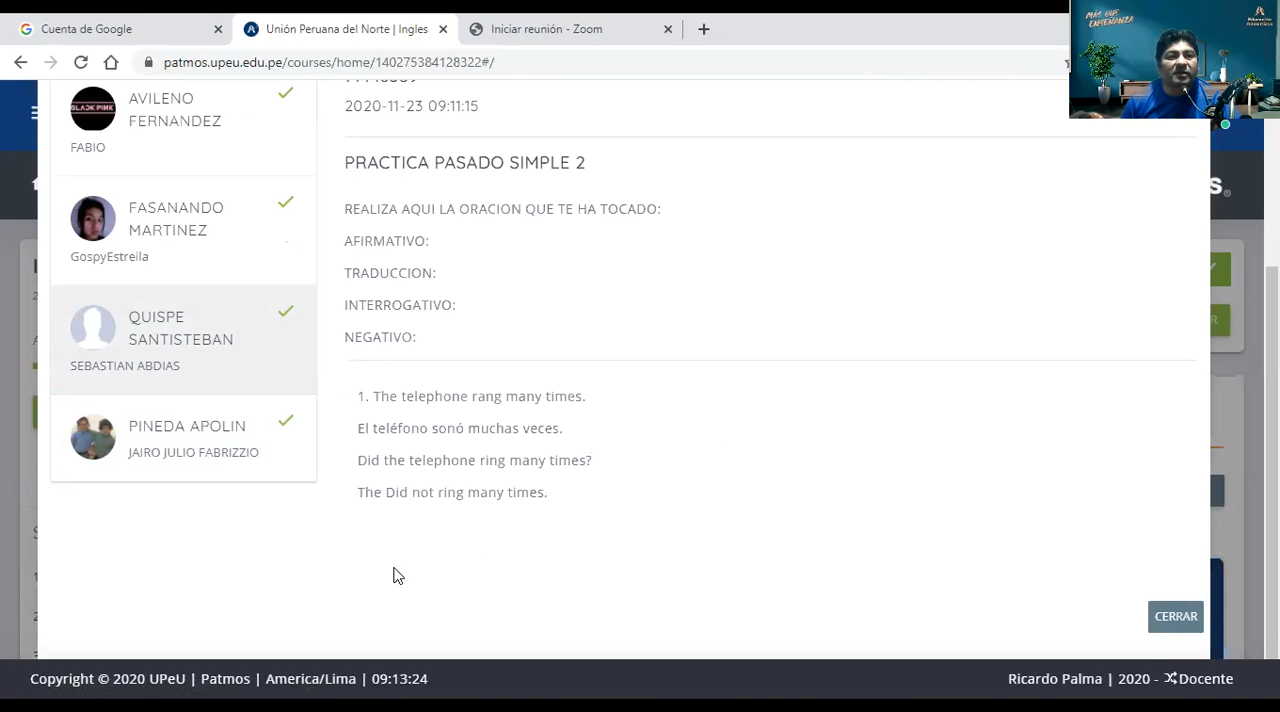 Cuenta de Google
Unión Peruana del Norte | Ingles
Iniciar reunión - Zoom
patmos.upeu.edu.pe/courses/home/140275384128322#/
MÁS QUE
ENSEÑANZA
AVILENO
FERNANDEZ
FABIO
FASANANDO
MARTINEZ
GospyEstrella
QUISPE
SANTISTEBAN
SEBASTIAN ABDIAS
PINEDA APOLIN
JAIRO JULIO FABRIZZIO
2020-11-23 09:11:15
PRACTICA PASADO SIMPLE 2
REALIZA AQUI LA ORACION QUE TE HA TOCADO:
AFIRMATIVO:
TRADUCCION:
INTERROGATIVO:
NEGATIVO:
1. The telephone rang many times.
El teléfono sonó muchas veces.
Did the telephone ring many times?
The Did not ring many times.
CERRAR
Copyright © 2020 UPeU | Patmos | America/Lima | 09:13:24
Ricardo Palma | 2020 - Docente